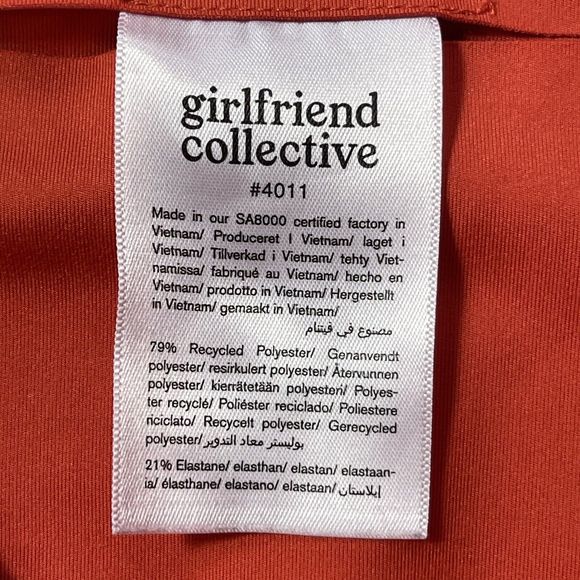 girlfriend
collective
#4011
Made in our SA8000 certified factory in
Vietnam/ Produceret I Vietnam/ laget i
Vietnam/ Tillverkad i Vietnam/ tehty Viet-
namissa/ fabriqué au Vietnam/ hecho en
Vietnam/ prodotto in Vietnam/ Hergestellt
in Vietnam/ gemaakt in Vietnam/
مصنوع في فيتنام
79% Recycled Polyester/ Genanvendt
polyester/ resirkulert polyester/ Återvunnen
polyester/ kierrätetään polyesteri/ Polyes-
ter recyclé/ Poliéster reciclado/ Poliestere
riciclato/ Recycelt polyester/ Gerecycled
polyester/بوليستر معاد التدوير
21% Elastane/ elasthan/ elastan/ elastaan-
ia/ élasthane/ elastano/ elastaan/إيلاستان